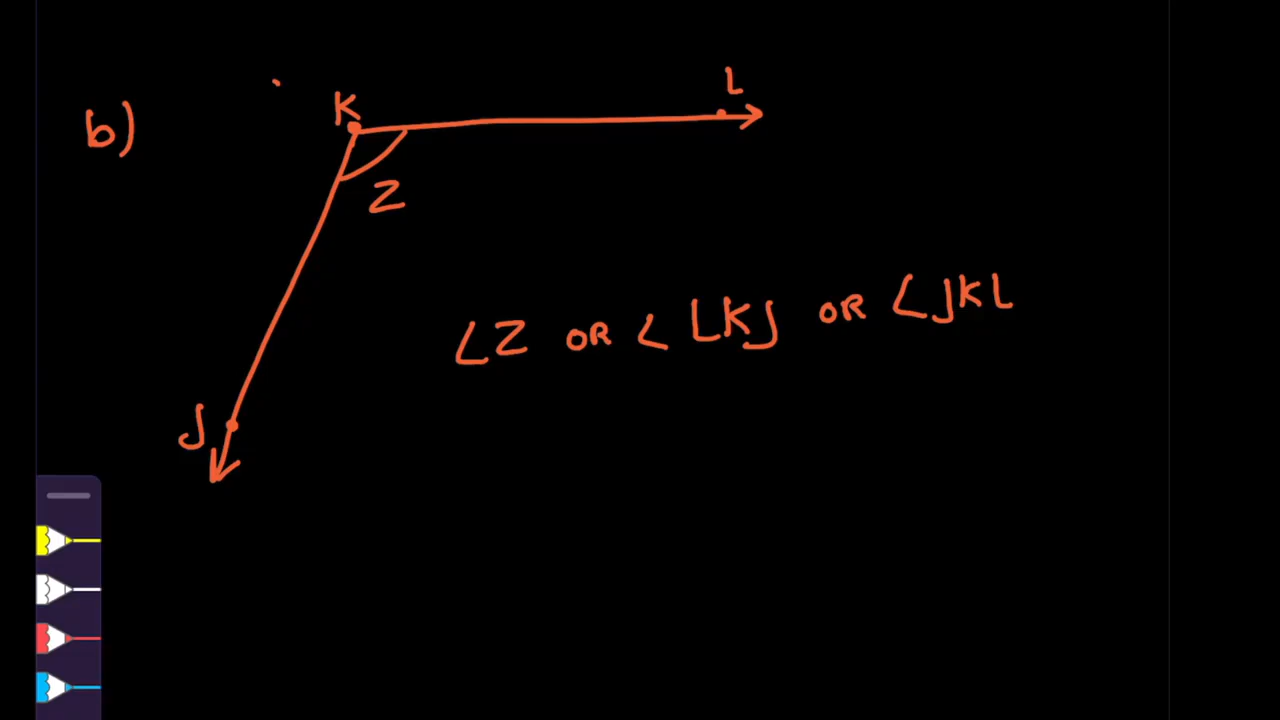 b)
K
L
Z
∠Z OR ∠LKJ OR ∠JKL
J